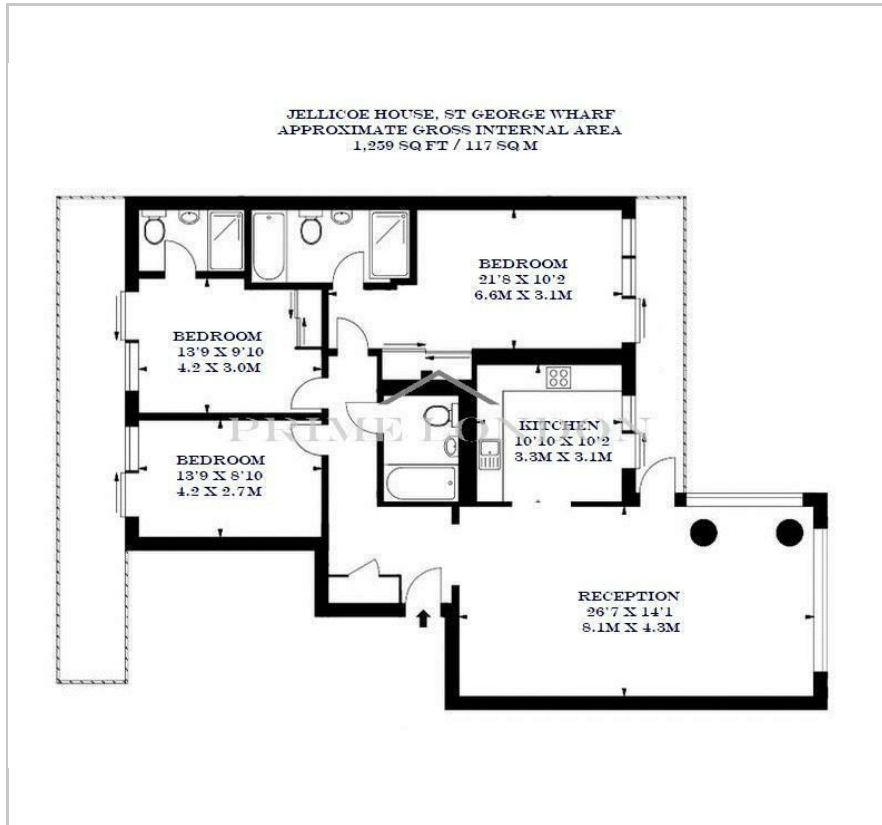 JELLICOE HOUSE, ST GEORGE WHARF
APPROXIMATE GROSS INTERNAL AREA
1,259 SQ FT / 117 SQ M
BEDROOM
21'8 X 10'2
6.6M X 3.1M
BEDROOM
13'9 X 9'10
4.2 X 3.0M
KITCHEN
10'10 X 10'2
3.3M X 3.1M
PRIME LONDON
BEDROOM
13'9 X 8'10
4.2 X 2.7M
RECEPTION
26'7 X 14'1
8.1M X 4.3M